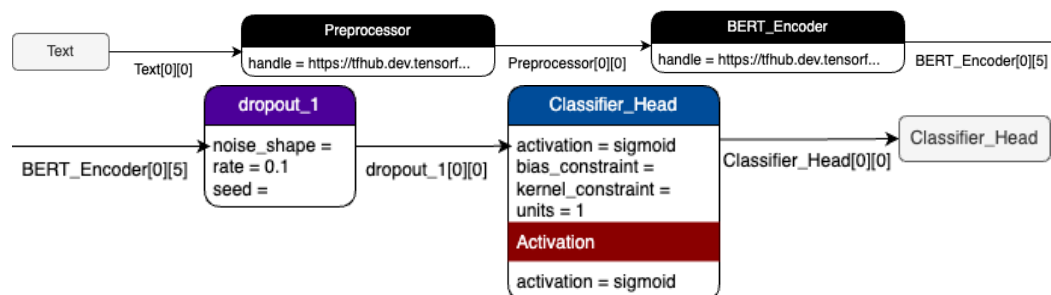 Text
Text[0][0]
Preprocessor
handle = https://tfhub.dev.tensorf...
Preprocessor[0][0]
BERT_Encoder
handle = https://tfhub.dev.tensorf...
BERT_Encoder[0][5]
BERT_Encoder[0][5]
dropout_1
noise_shape =
rate = 0.1
seed =
dropout_1[0][0]
Classifier_Head
activation = sigmoid
bias_constraint =
kernel_constraint =
units = 1
Activation
activation = sigmoid
Classifier_Head[0][0]
Classifier_Head